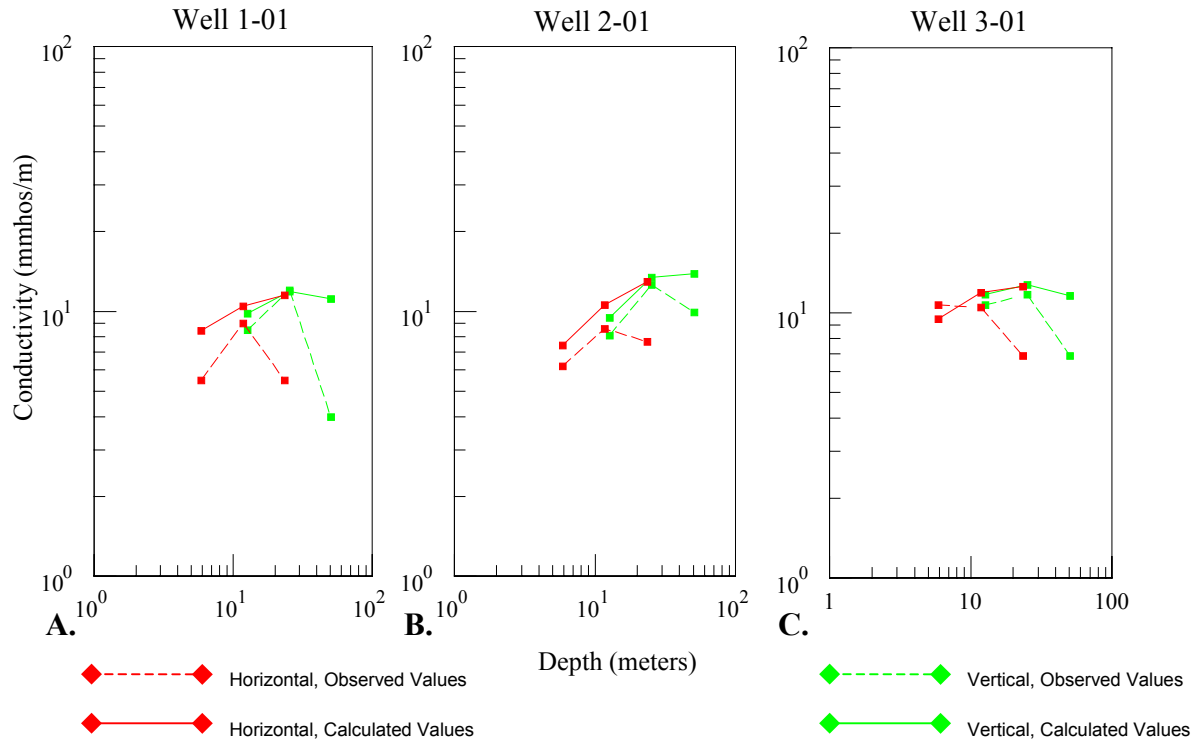 Well 1-01
Well 2-01
Well 3-01
Conductivity (mmhos/m)
10²
10¹
10⁰
10⁰ 10¹ 10²
A.
10²
10¹
10⁰
10⁰ 10¹ 10²
B.
10²
10¹
10⁰
1 10 100
C.
Depth (meters)
Horizontal, Observed Values
Horizontal, Calculated Values
Vertical, Observed Values
Vertical, Calculated Values